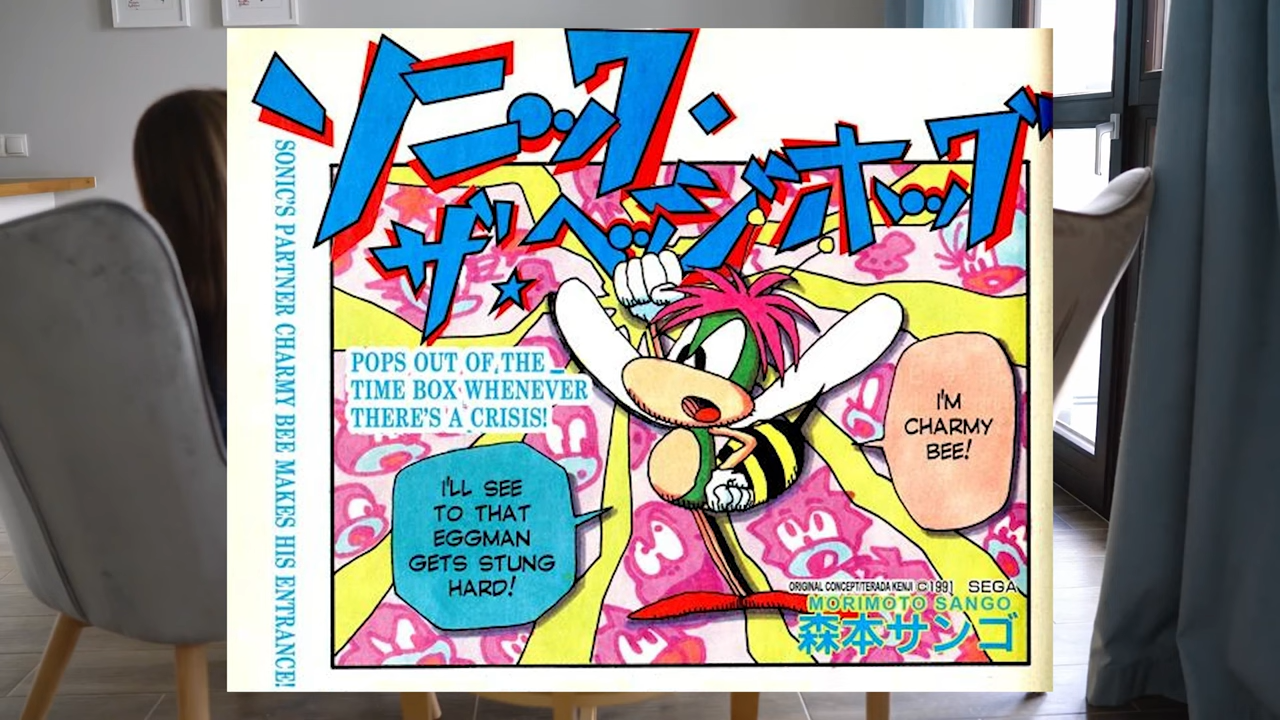 ソニック・
ザ・ヘッジホッグ
SONIC'S PARTNER CHARMY BEE MAKES HIS ENTRANCE!
POPS OUT OF THE
TIME BOX WHENEVER
THERE'S A CRISIS!
I'M
CHARMY
BEE!
I'LL SEE
TO THAT
EGGMAN
GETS STUNG
HARD!
ORIGINAL CONCEPT/TERADA KENJI ©1991 SEGA
MORIMOTO SANGO
森本サンゴ